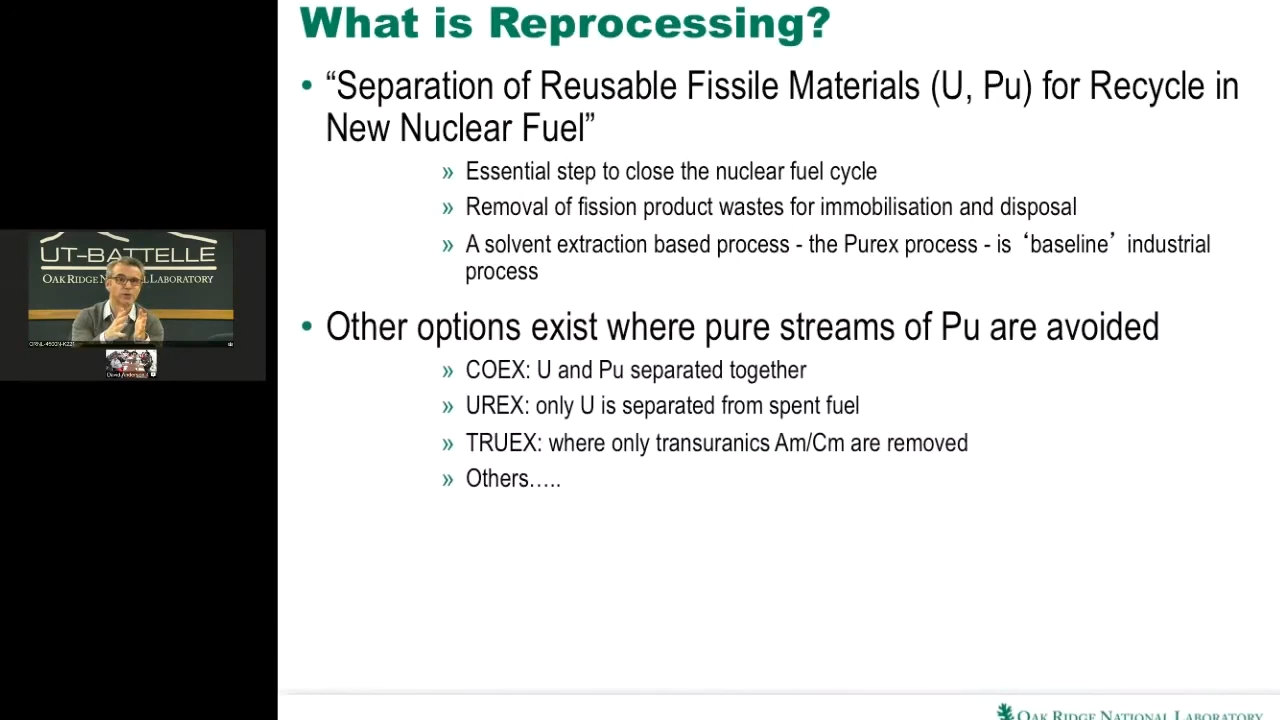 What is Reprocessing?
• “Separation of Reusable Fissile Materials (U, Pu) for Recycle in
New Nuclear Fuel”
» Essential step to close the nuclear fuel cycle
» Removal of fission product wastes for immobilisation and disposal
» A solvent extraction based process - the Purex process - is ‘baseline’ industrial
process
• Other options exist where pure streams of Pu are avoided
» COEX: U and Pu separated together
» UREX: only U is separated from spent fuel
» TRUEX: where only transuranics Am/Cm are removed
» Others…..
UT-BATTELLE
OAK RIDGE NATIONAL LABORATORY
David Anderson
OAK RIDGE NATIONAL LABORATORY